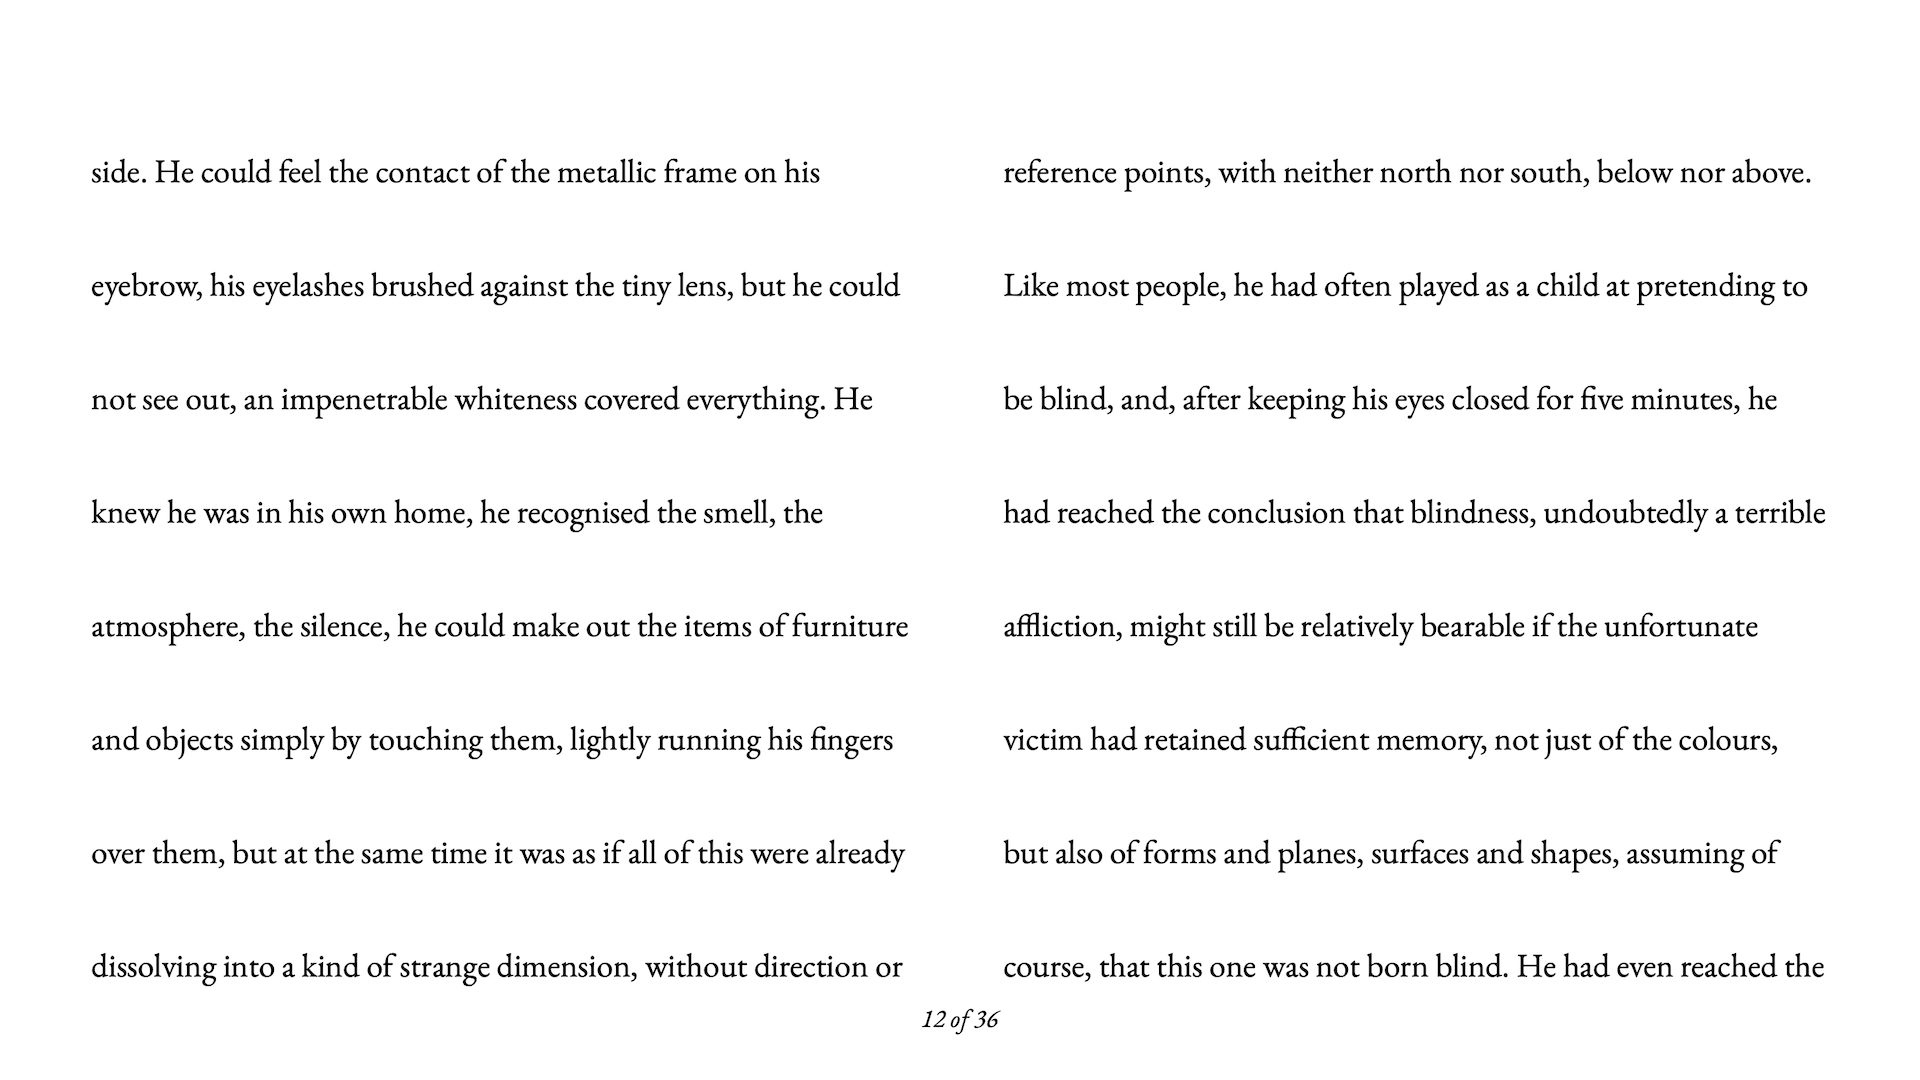 side. He could feel the contact of the metallic frame on his
eyebrow, his eyelashes brushed against the tiny lens, but he could
not see out, an impenetrable whiteness covered everything. He
knew he was in his own home, he recognised the smell, the
atmosphere, the silence, he could make out the items of furniture
and objects simply by touching them, lightly running his fingers
over them, but at the same time it was as if all of this were already
dissolving into a kind of strange dimension, without direction or
reference points, with neither north nor south, below nor above.
Like most people, he had often played as a child at pretending to
be blind, and, after keeping his eyes closed for five minutes, he
had reached the conclusion that blindness, undoubtedly a terrible
affliction, might still be relatively bearable if the unfortunate
victim had retained sufficient memory, not just of the colours,
but also of forms and planes, surfaces and shapes, assuming of
course, that this one was not born blind. He had even reached the
12 of 36